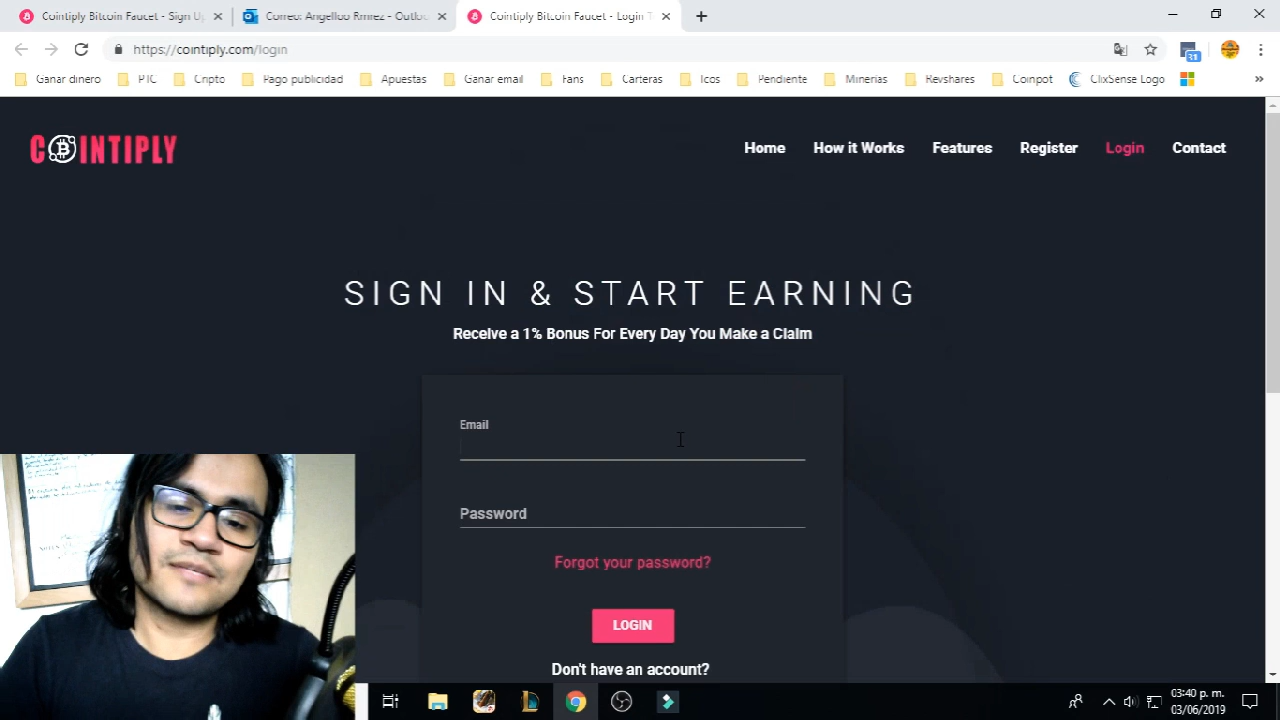 Cointiply Bitcoin Faucet - Sign U
Correo: Angelloo Rmrez - Outlo
Cointiply Bitcoin Faucet - Login T
https://cointiply.com/login
31
Ganar dinero
PTC
Cripto
Pago publicidad
Apuestas
Ganar email
Fans
Carteras
Icos
Pendiente
Minerias
Revshares
Coinpot
ClixSense Logo
COINTIPLY
Home
How it Works
Features
Register
Login
Contact
SIGN IN & START EARNING
Receive a 1% Bonus For Every Day You Make a Claim
Email
Password
Forgot your password?
LOGIN
Don't have an account?
03:40 p. m.
03/06/2019